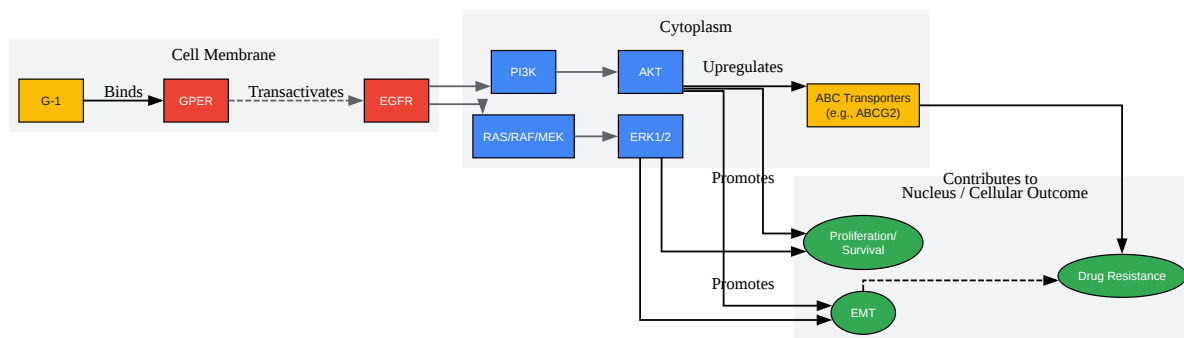 Cell Membrane
G-1
Binds
GPER
Transactivates
EGFR
Cytoplasm
PI3K
AKT
Upregulates
ABC Transporters
(e.g., ABCG2)
RAS/RAF/MEK
ERK1/2
Promotes
Contributes to
Nucleus / Cellular Outcome
Proliferation/
Survival
Drug Resistance
Promotes
EMT